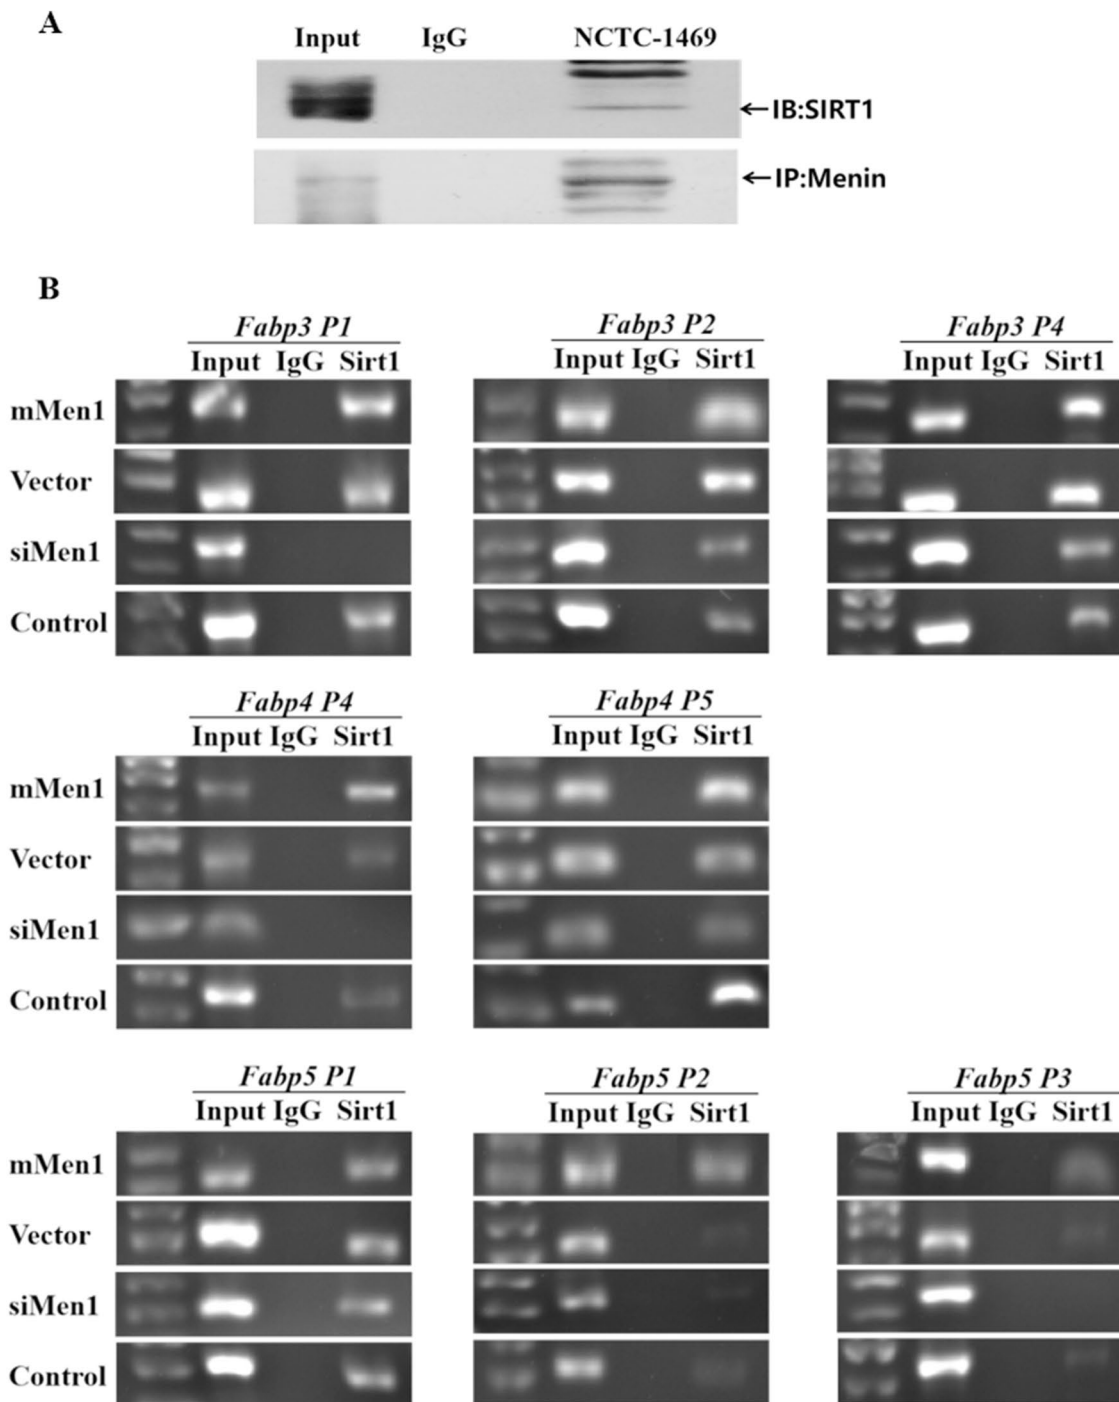 A
Input IgG NCTC-1469
←IB:SIRT1
←IP:Menin
B
Fabp3 P1 Fabp3 P2 Fabp3 P4
Input IgG Sirt1 Input IgG Sirt1 Input IgG Sirt1
mMen1
Vector
siMen1
Control
Fabp4 P4 Fabp4 P5
Input IgG Sirt1 Input IgG Sirt1
mMen1
Vector
siMen1
Control
Fabp5 P1 Fabp5 P2 Fabp5 P3
Input IgG Sirt1 Input IgG Sirt1 Input IgG Sirt1
mMen1
Vector
siMen1
Control